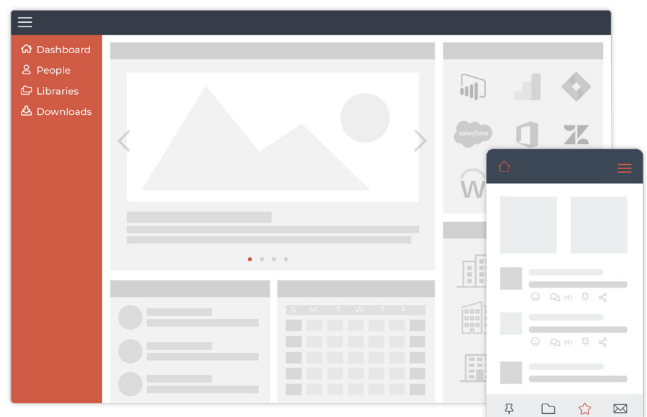 Dashboard
People
Libraries
Downloads
salesforce
W
S M T W T F
(4)
(4)